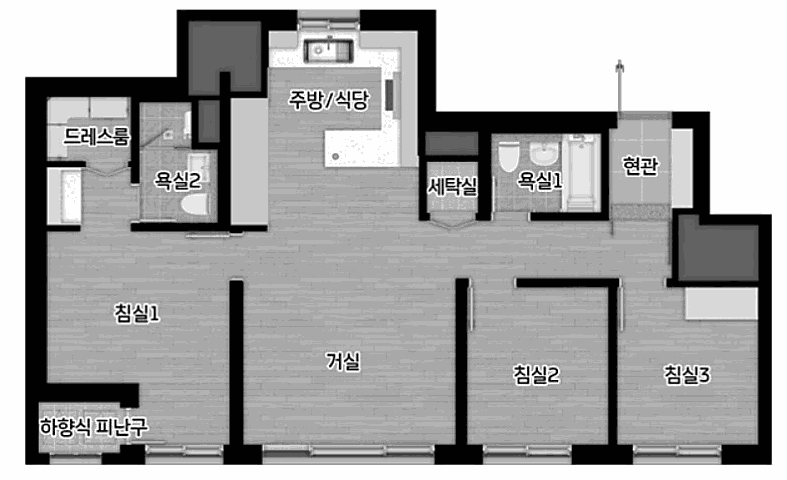 주방/식당
드레스룸
욕실2
세탁실
욕실1
현관
침실1
거실
침실2
침실3
하향식 피난구